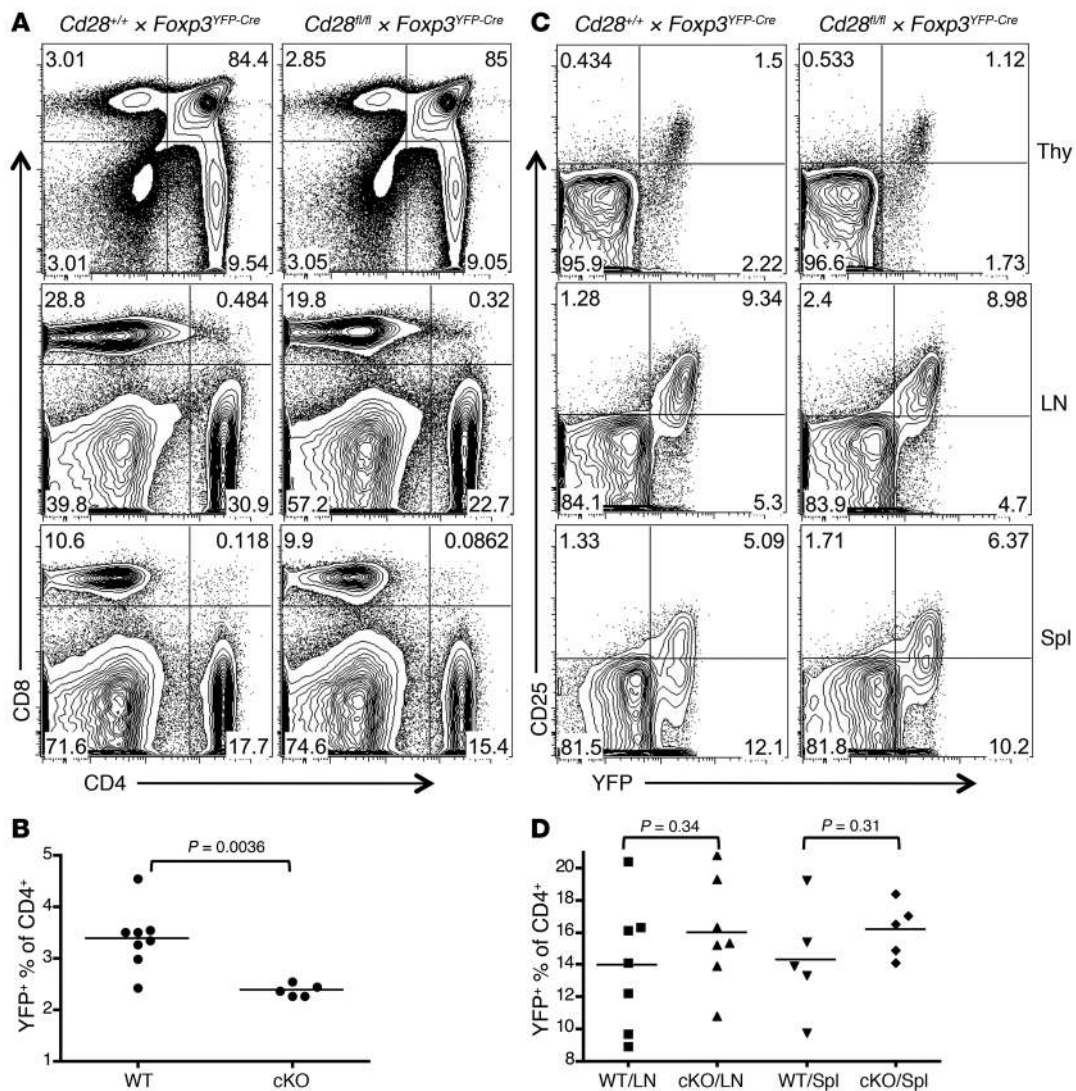 A Cd28+/+ × Foxp3YFP-Cre Cd28fl/fl × Foxp3YFP-Cre
3.01 84.4 2.85 85
3.01 9.54 3.05 9.05
28.8 0.484 19.8 0.32
39.8 30.9 57.2 22.7
10.6 0.118 9.9 0.0862
71.6 17.7 74.6 15.4
CD8
CD4
C Cd28+/+ × Foxp3YFP-Cre Cd28fl/fl × Foxp3YFP-Cre
0.434 1.5 0.533 1.12
Thy
95.9 2.22 96.6 1.73
1.28 9.34 2.4 8.98
LN
84.1 5.3 83.9 4.7
1.33 5.09 1.71 6.37
Spl
81.5 12.1 81.8 10.2
CD25
YFP
B
P = 0.0036
YFP+ % of CD4+
5
4
3
2
1
WT cKO
D
P = 0.34 P = 0.31
YFP+ % of CD4+
20
18
16
14
12
10
8
WT/LN cKO/LN WT/Spl cKO/Spl